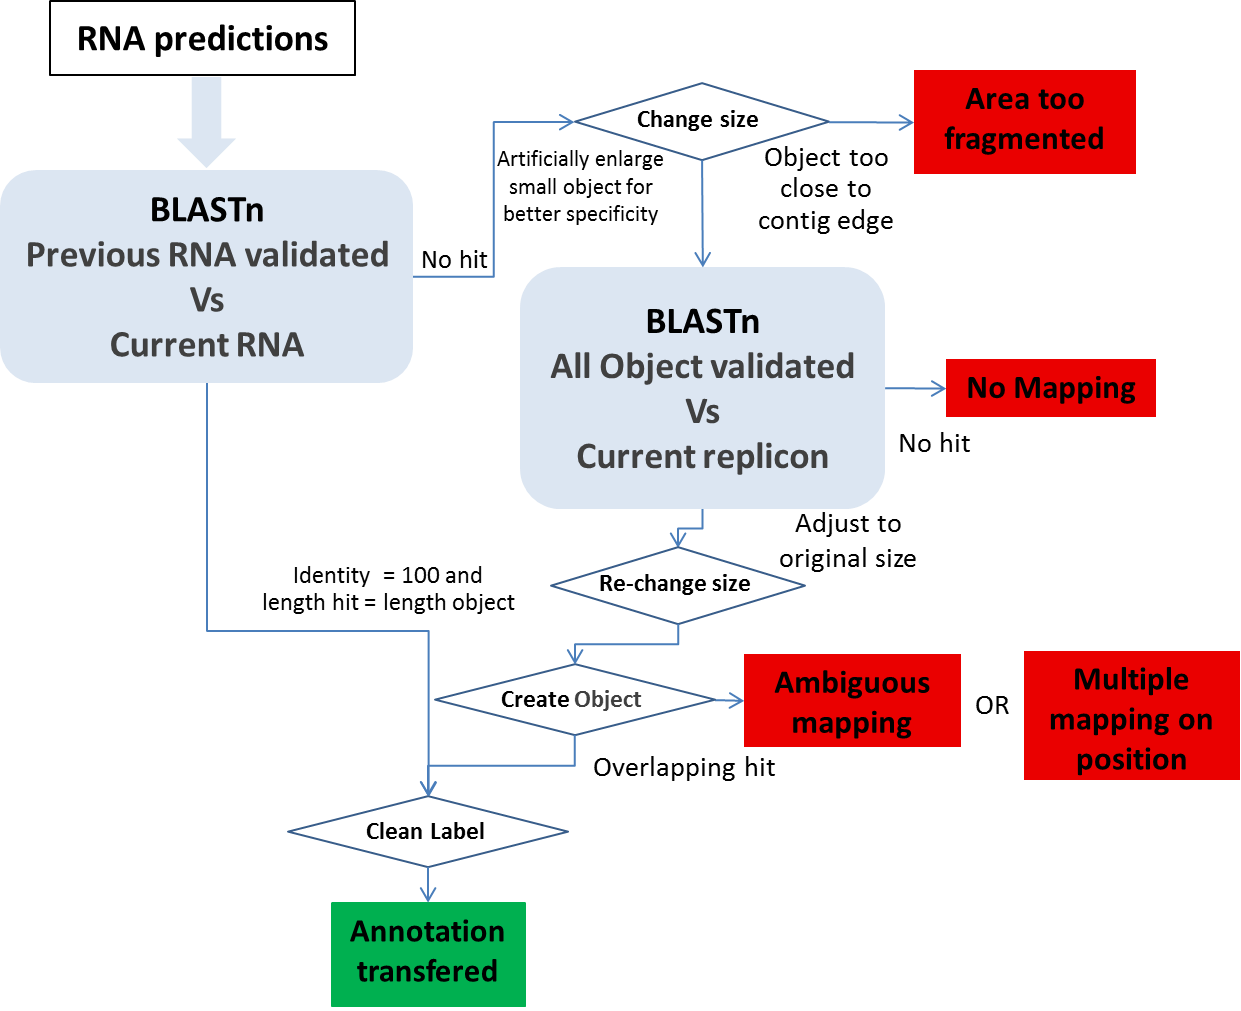 RNA predictions
BLASTn
Previous RNA validated
Vs
Current RNA
No hit
Change size
Artificially enlarge
small object for
better specificity
Object too
close to
contig edge
Area too
fragmented
BLASTn
All Object validated
Vs
Current replicon
No Mapping
No hit
Adjust to
original size
Re-change size
Identity = 100 and
length hit = length object
Create Object
Ambiguous
mapping
OR
Multiple
mapping on
position
Overlapping hit
Clean Label
Annotation
transfered